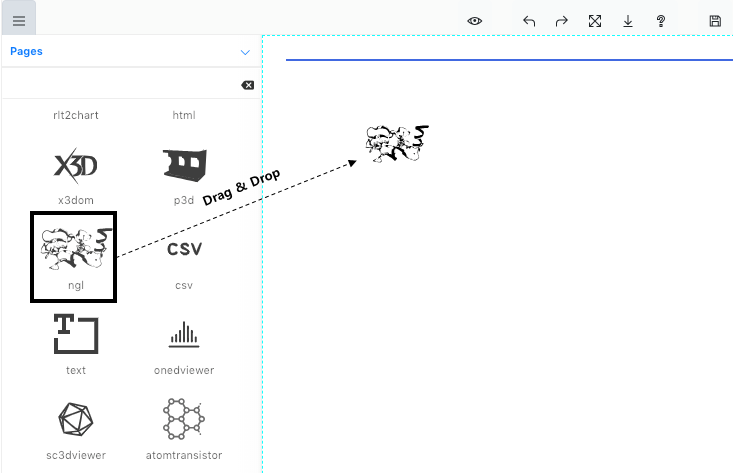 Pages
rlt2chart html
X3D
x3dom p3d
Drag & Drop
CSV
ngl csv
T
text onedviewer
sc3dviewer atomtransistor